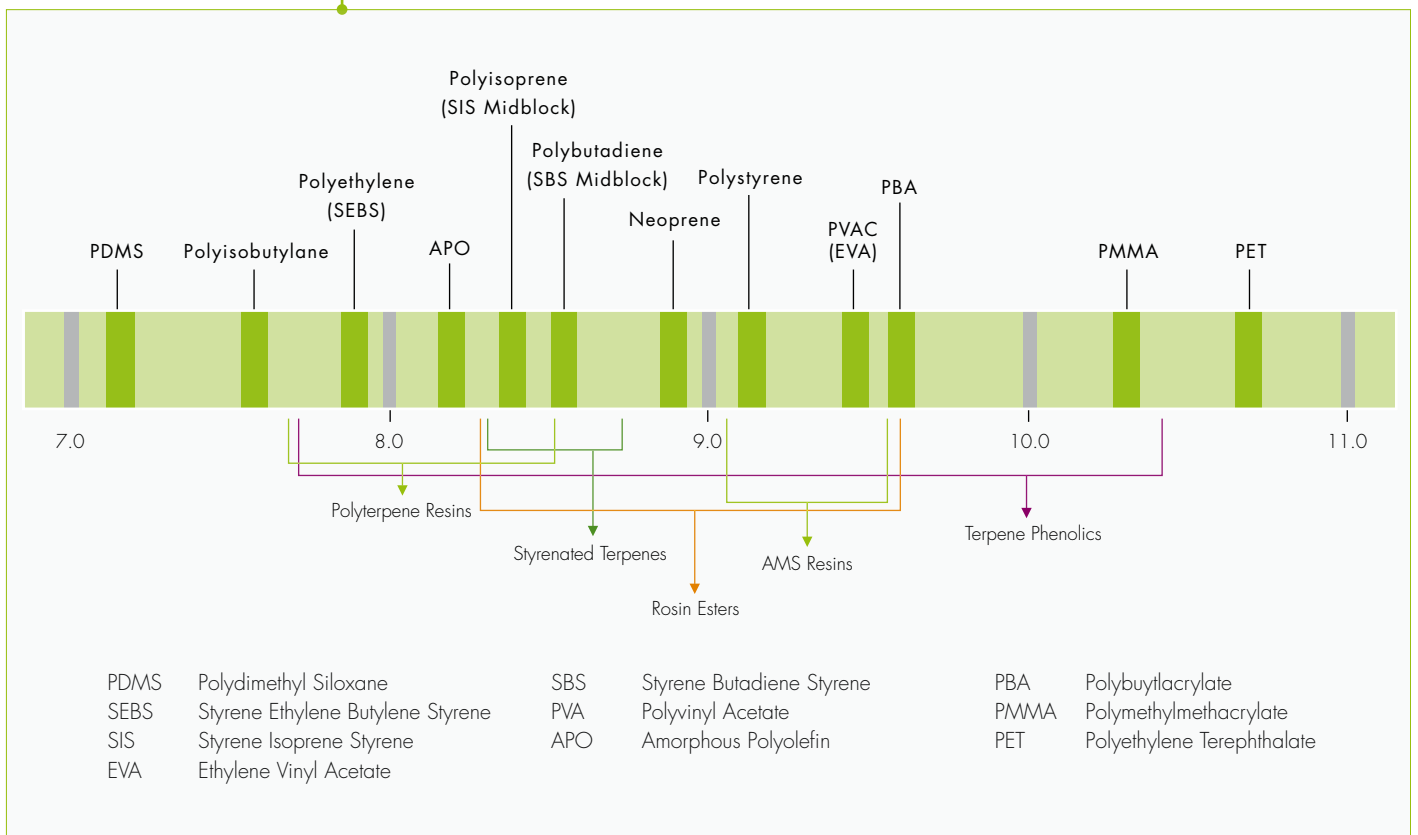 Polyisoprene
(SIS Midblock)
Polybutadiene
(SBS Midblock)
Polystyrene
Polyethylene
(SEBS)
PBA
Neoprene
PVAC
(EVA)
PDMS
Polyisobutylane
APO
PMMA
PET
7.0
8.0
9.0
10.0
11.0
Polyterpene Resins
Styrenated Terpenes
AMS Resins
Terpene Phenolics
Rosin Esters
PDMS Polydimethyl Siloxane
SEBS Styrene Ethylene Butylene Styrene
SIS Styrene Isoprene Styrene
EVA Ethylene Vinyl Acetate
SBS Styrene Butadiene Styrene
PVA Polyvinyl Acetate
APO Amorphous Polyolefin
PBA Polybuytlacrylate
PMMA Polymethylmethacrylate
PET Polyethylene Terephthalate